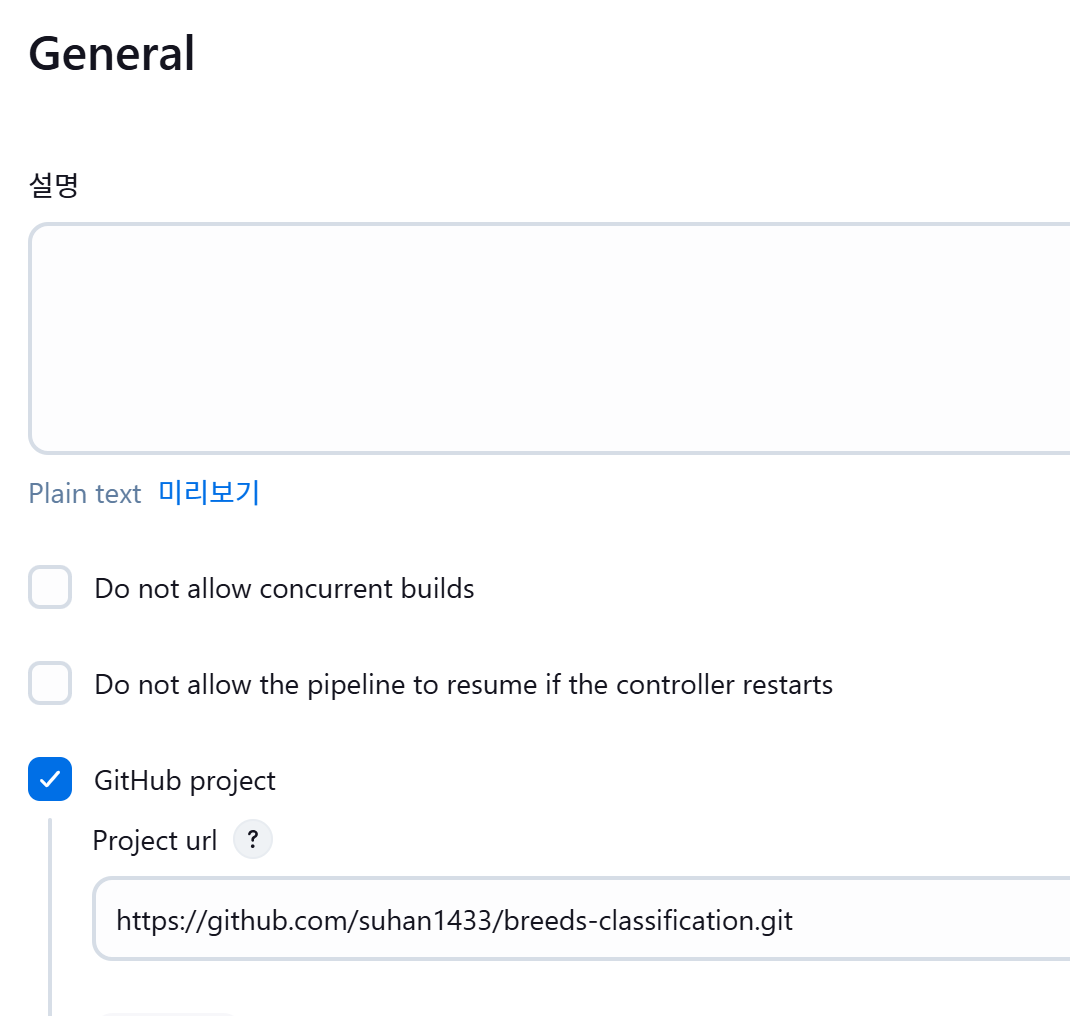 General
설명
Plain text 미리보기
Do not allow concurrent builds
Do not allow the pipeline to resume if the controller restarts
GitHub project
Project url ?
https://github.com/suhan1433/breeds-classification.git